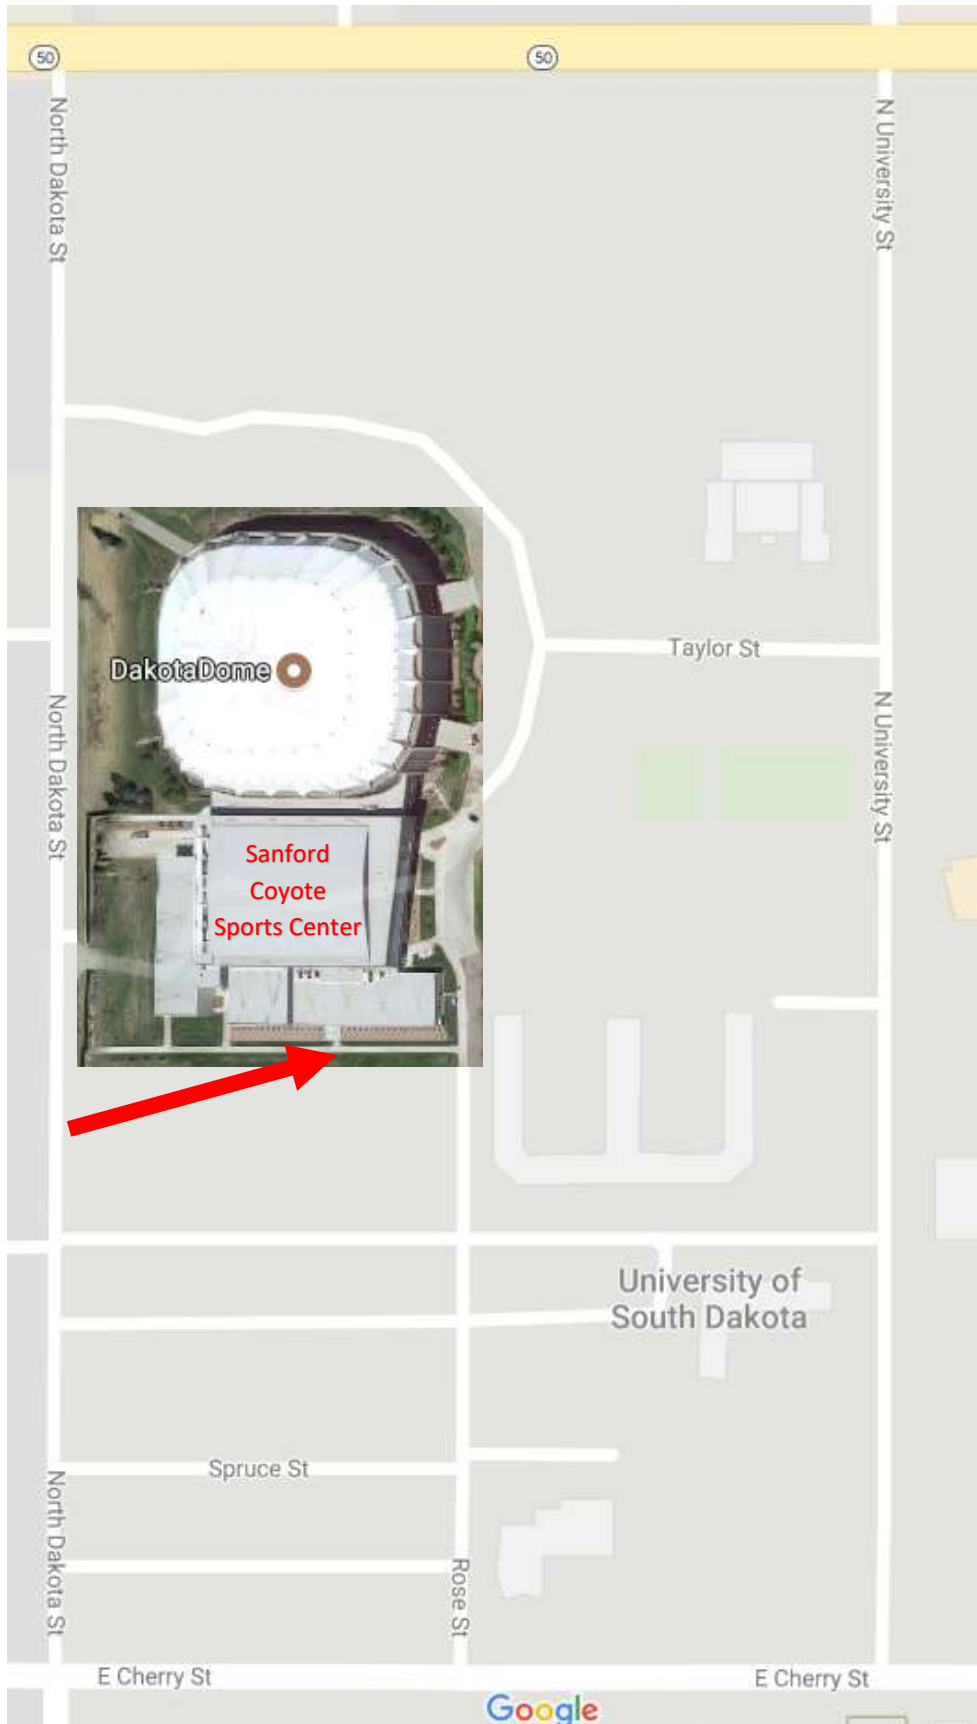 50
50
North Dakota St
N University St
Taylor St
DakotaDome
North Dakota St
N University St
Sanford
Coyote
Sports Center
University of
South Dakota
Spruce St
North Dakota St
Rose St
E Cherry St
E Cherry St
Google